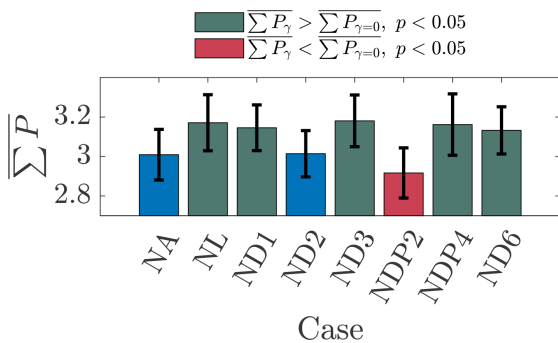 $\overline{\sum P_\gamma} > \overline{\sum P_{\gamma=0}},\ p < 0.05$
$\overline{\sum P_\gamma} < \overline{\sum P_{\gamma=0}},\ p < 0.05$
$\overline{\sum P}$
3.2
3
2.8
NA NL ND1 ND2 ND3 NDP2 NDP4 ND6
Case